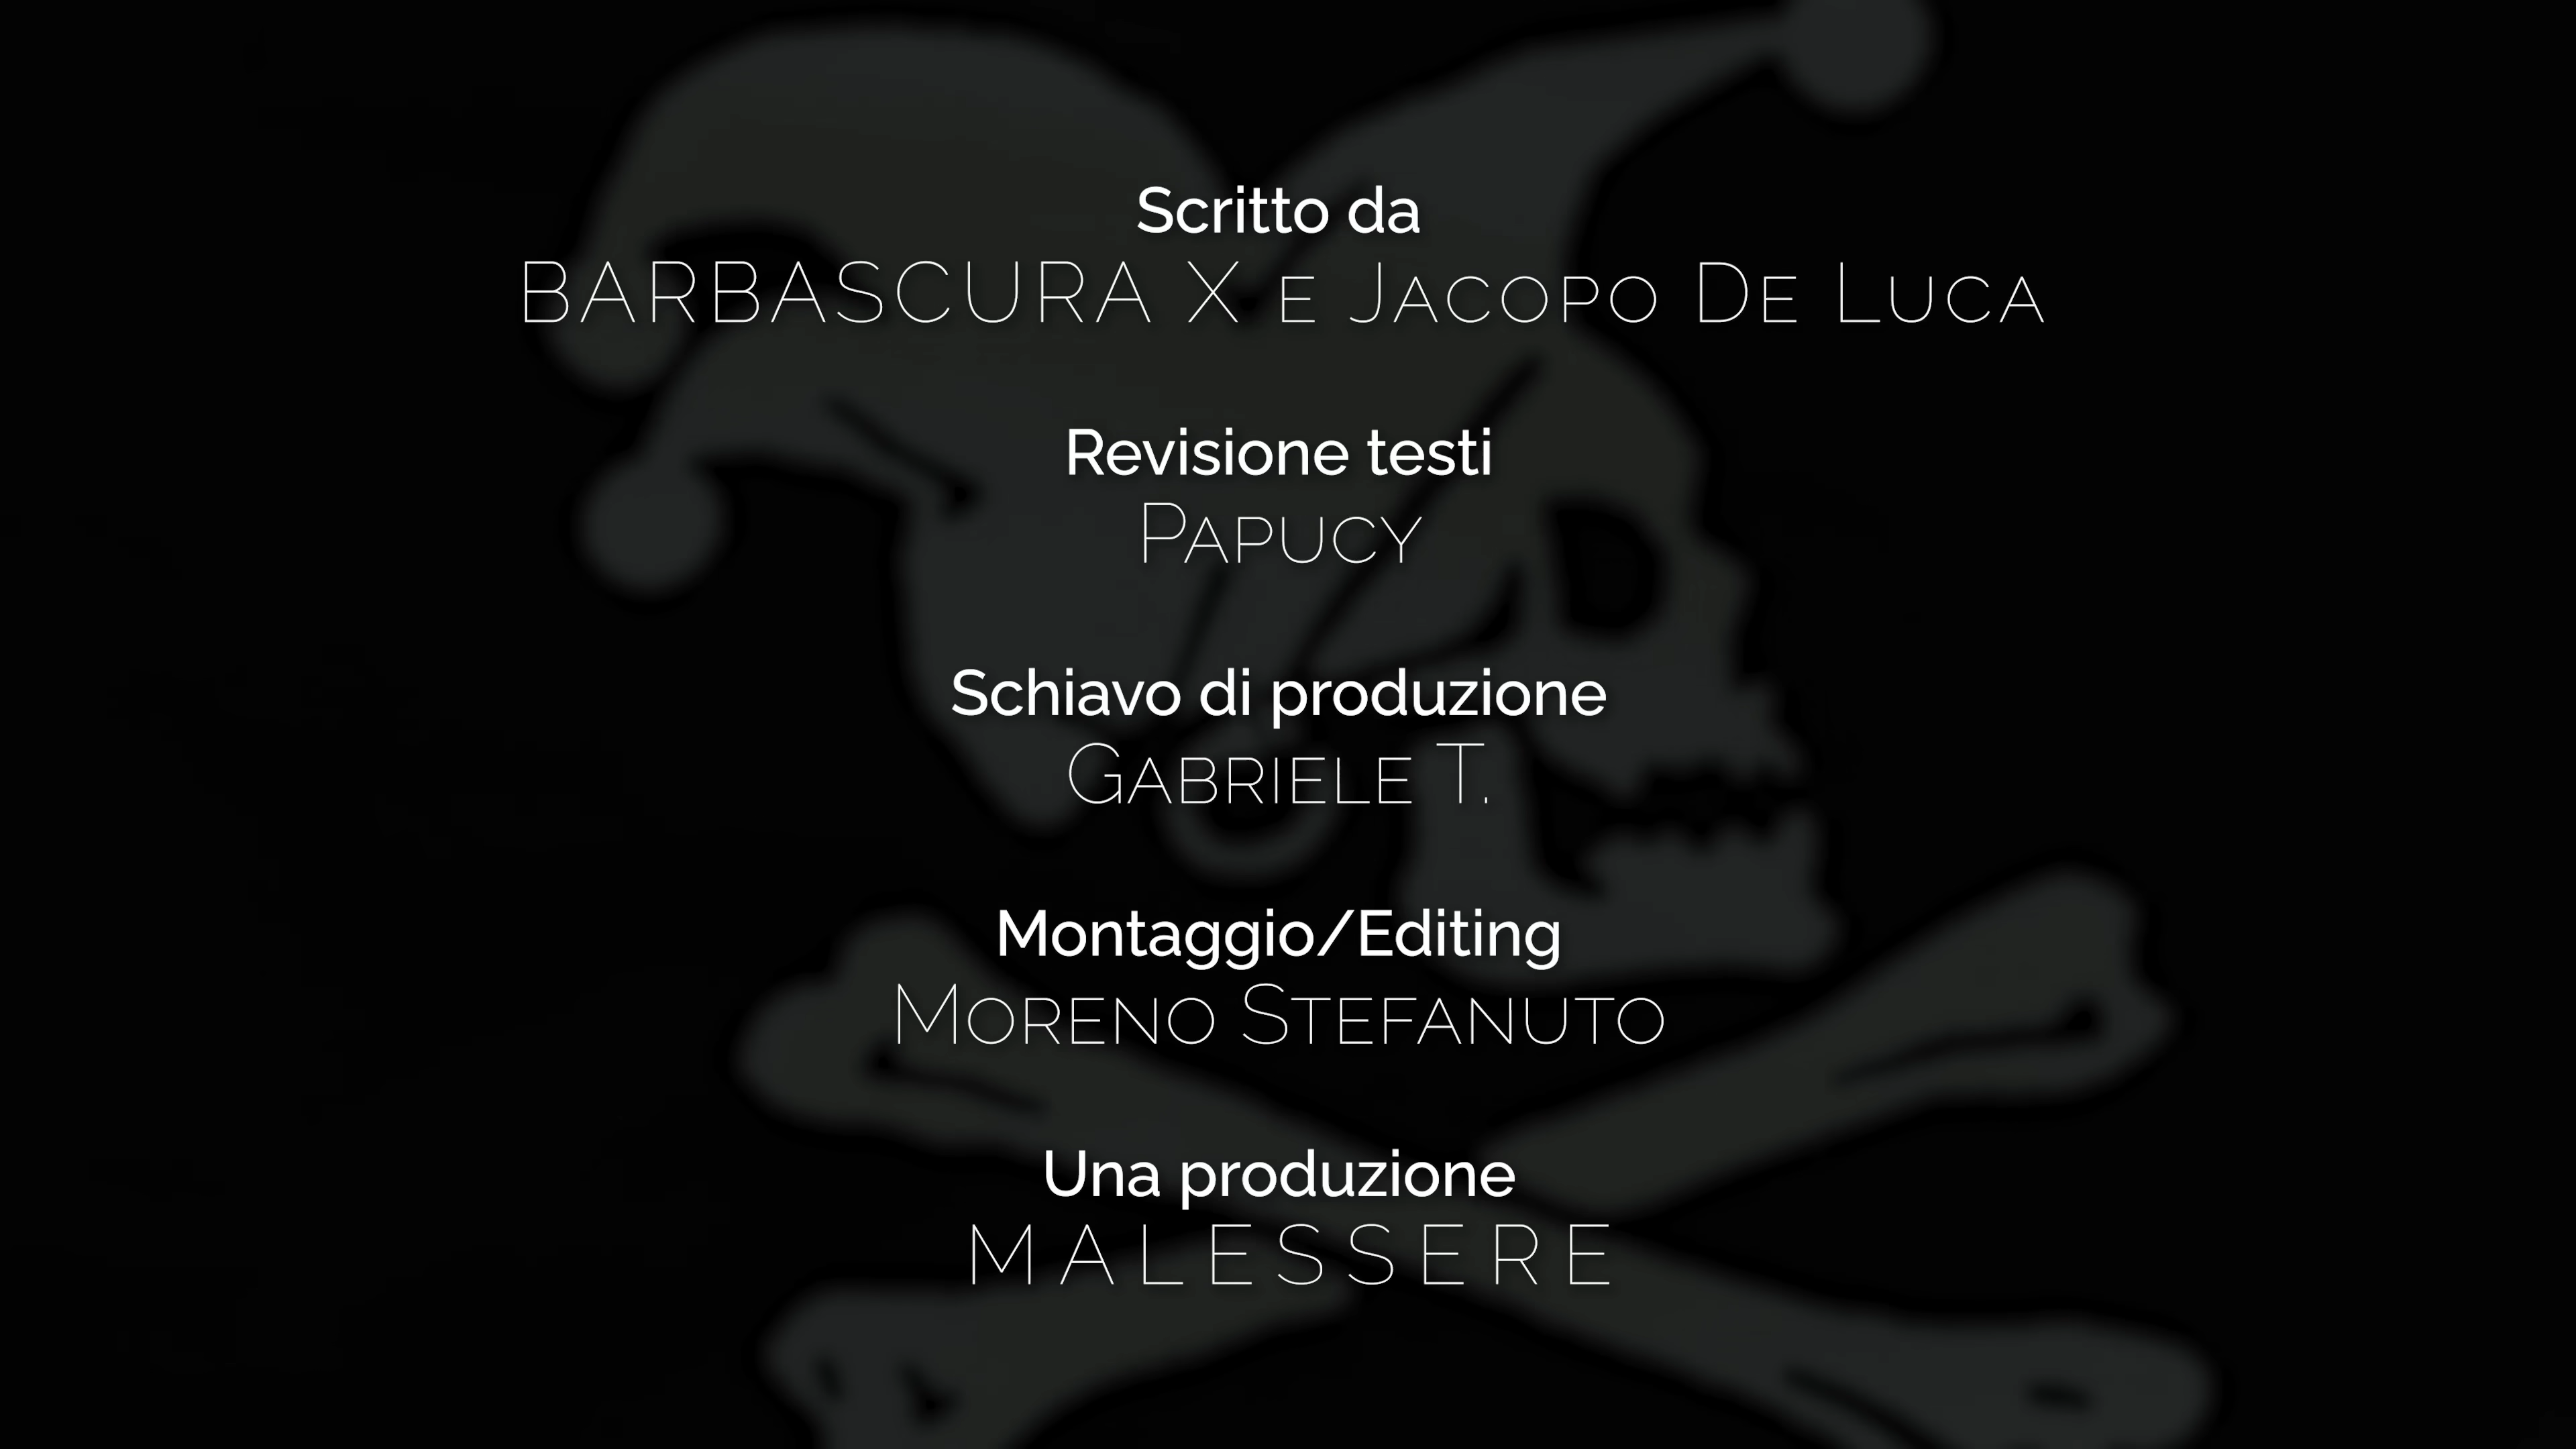 Scritto da
BARBASCURA X E JACOPO DE LUCA
Revisione testi
PAPUCY
Schiavo di produzione
GABRIELE T.
Montaggio/Editing
MORENO STEFANUTO
Una produzione
MALESSERE